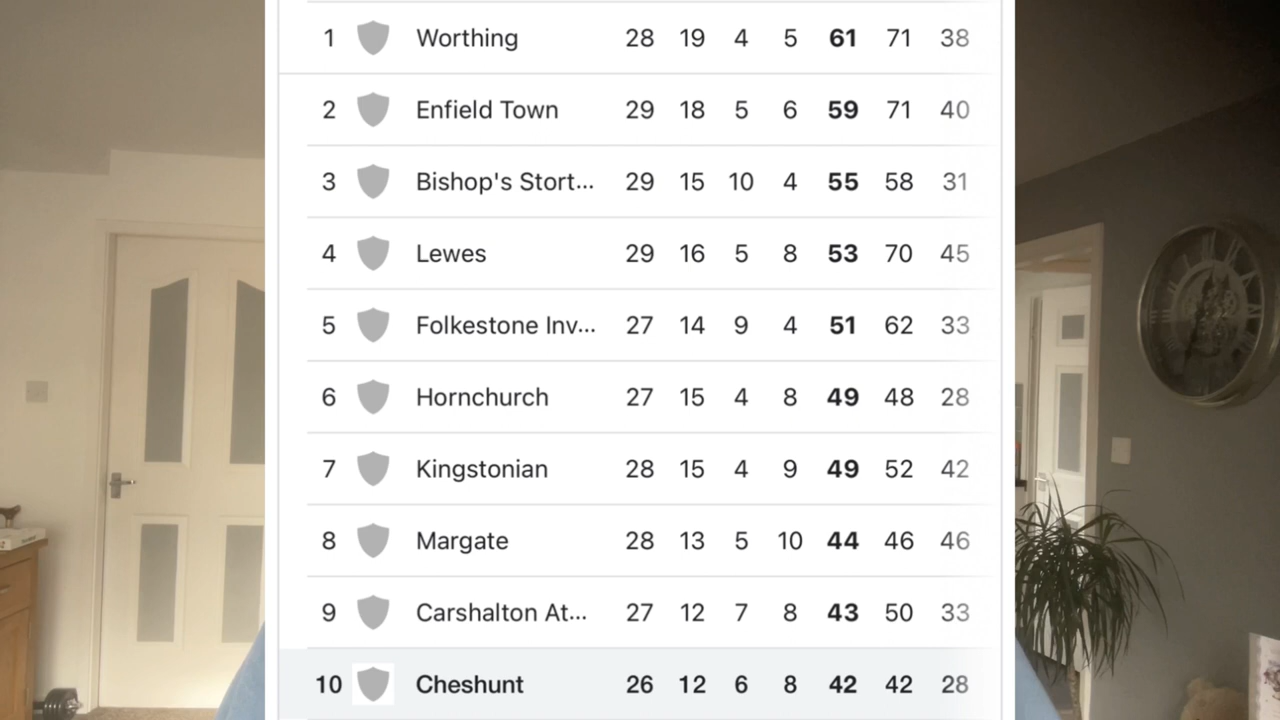 1 Worthing 28 19 4 5 61 71 38
2 Enfield Town 29 18 5 6 59 71 40
3 Bishop's Stort... 29 15 10 4 55 58 31
4 Lewes 29 16 5 8 53 70 45
5 Folkestone Inv... 27 14 9 4 51 62 33
6 Hornchurch 27 15 4 8 49 48 28
7 Kingstonian 28 15 4 9 49 52 42
8 Margate 28 13 5 10 44 46 46
9 Carshalton At... 27 12 7 8 43 50 33
10 Cheshunt 26 12 6 8 42 42 28